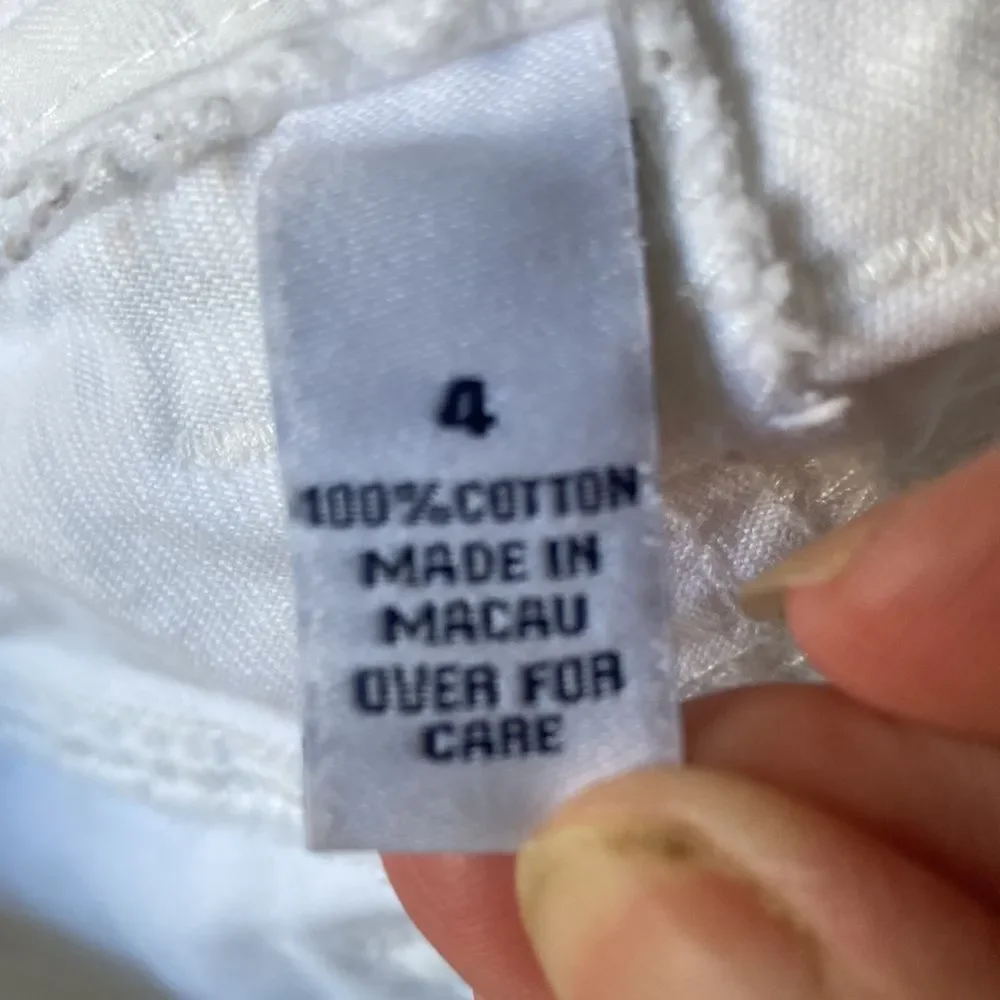 4
100% COTTON
MADE IN
MACAU
OVER FOR
CARE